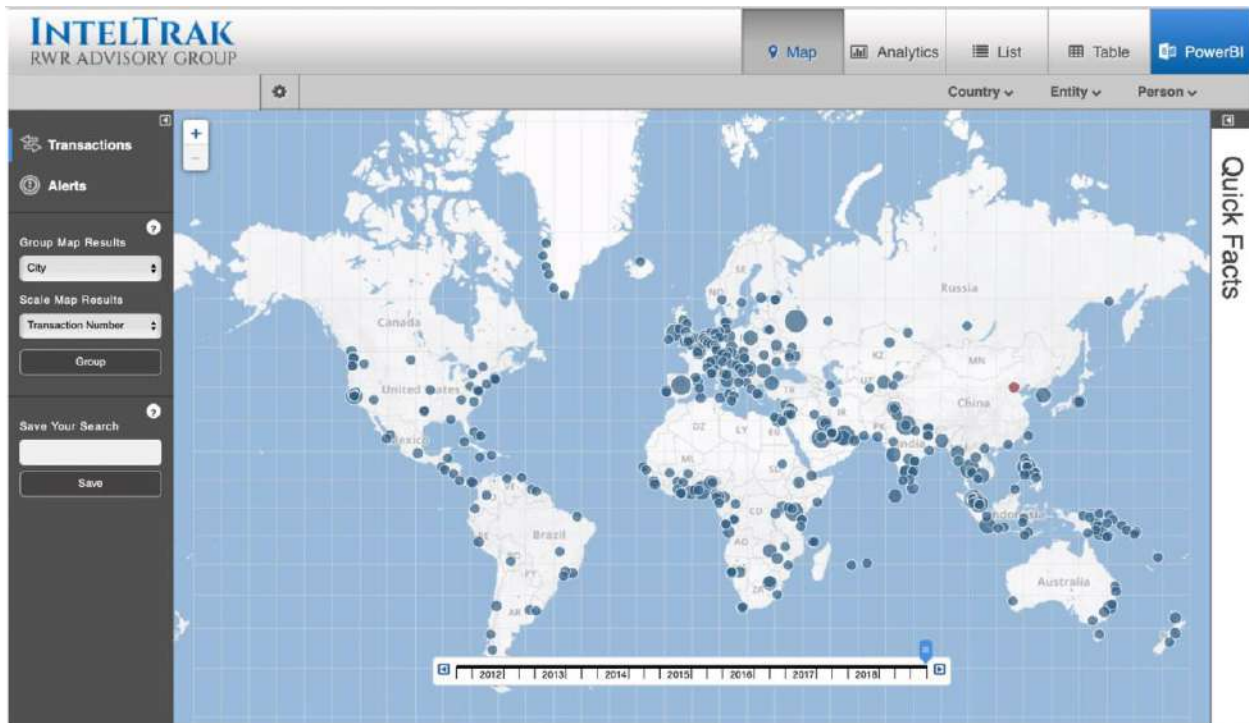 INTELTRAK
RWR ADVISORY GROUP
Map
Analytics
List
Table
PowerBI
Country
Entity
Person
Transactions
Alerts
?
Group Map Results
City
Scale Map Results
Transaction Number
Group
?
Save Your Search
Save
+
-
Quick Facts
Canada
United States
Mexico
VE
PE
Brazil
BO
PY
AR
NO
SE
Russia
KZ
MN
UZ
TR
China
IR
PK
India
DZ
LY
EG
ML
SD
CD
AO
ZA
Indonesia
Australia
2012
2013
2014
2015
2016
2017
2018